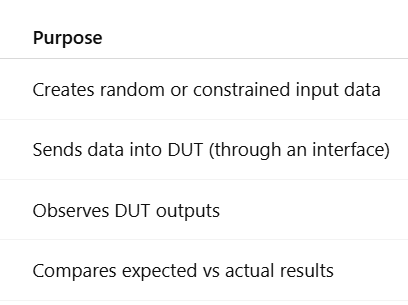 Purpose
Creates random or constrained input data
Sends data into DUT (through an interface)
Observes DUT outputs
Compares expected vs actual results